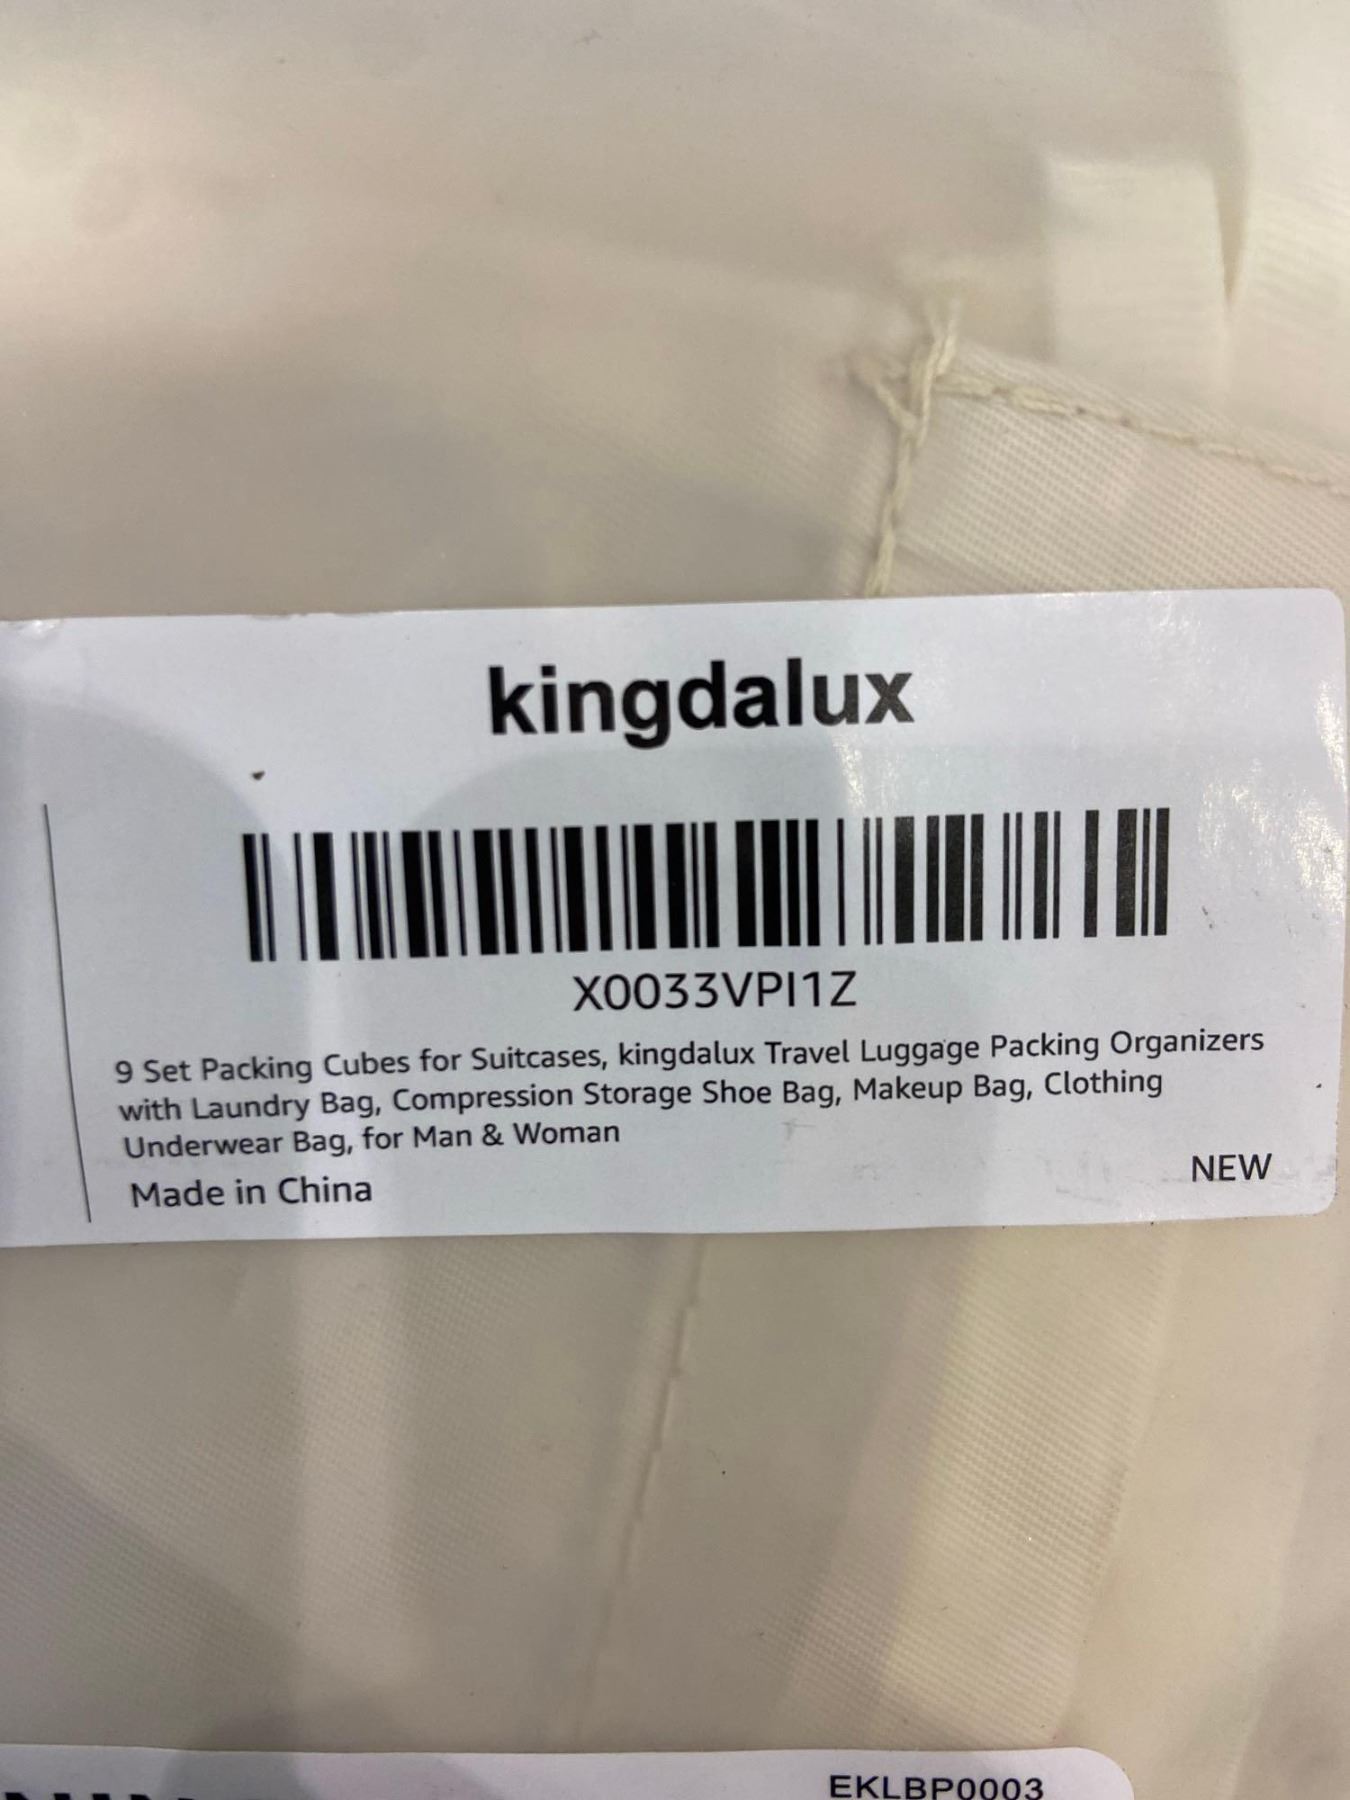 kingdalux
X0033VPI1Z
9 Set Packing Cubes for Suitcases, kingdalux Travel Luggage Packing Organizers
with Laundry Bag, Compression Storage Shoe Bag, Makeup Bag, Clothing
Underwear Bag, for Man & Woman
Made in China
NEW
EKLBP0003